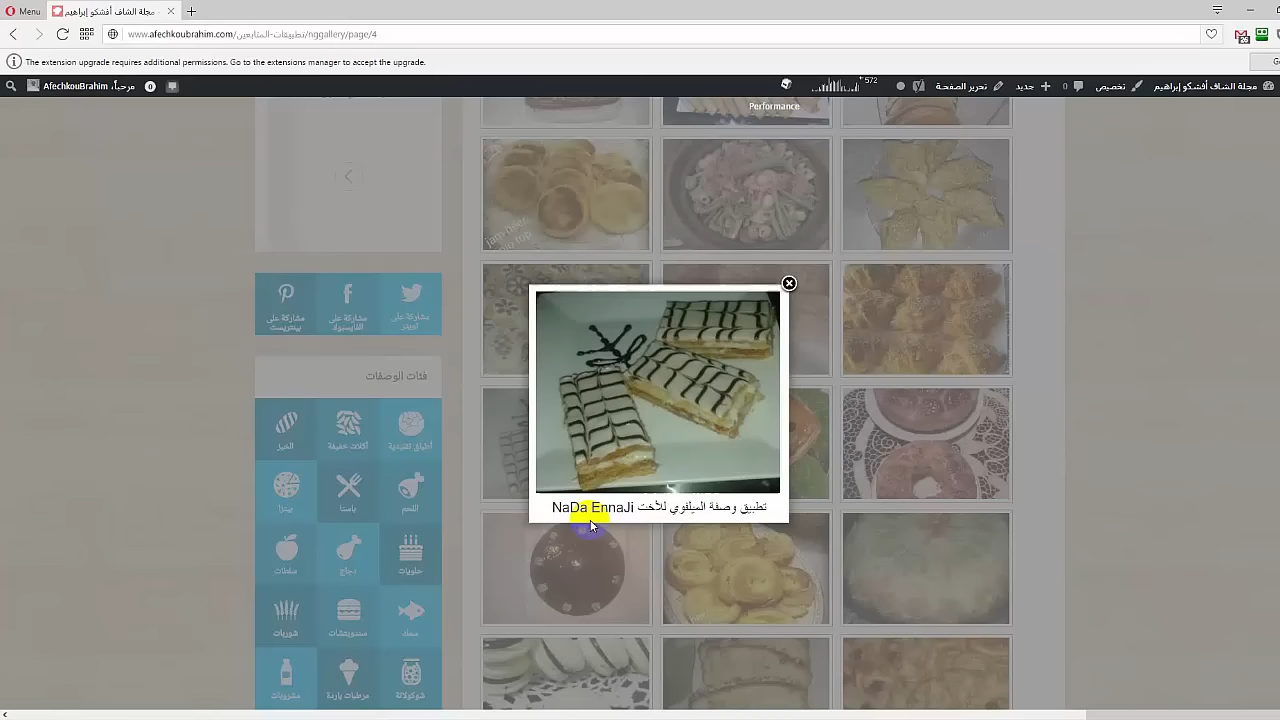 Menu
مجلة الشاف أفشكو إبراهيم -
www.afechkoubrahim.com/تطبيقات-المتابعين/nggallery/page/4
The extension upgrade requires additional permissions. Go to the extensions manager to accept the upgrade.
مرحباً، AfechkouBrahim
0
+572
تحرير الصفحة
جديد
0
تخصيص
مجلة الشاف أفشكو إبراهيم
Performance
مشاركة على بينتريست
مشاركة على الفايسبوك
مشاركة على تويتر
فئات الوصفات
الخبز
أكلات خفيفة
أطباق تقليدية
بيتزا
باستا
اللحم
سلطات
دجاج
حلويات
شوربات
سندويتشات
سمك
مشروبات
مرطبات باردة
شوكولاتة
تطبيق وصفة الميلفوي للأخت NaDa EnnaJi